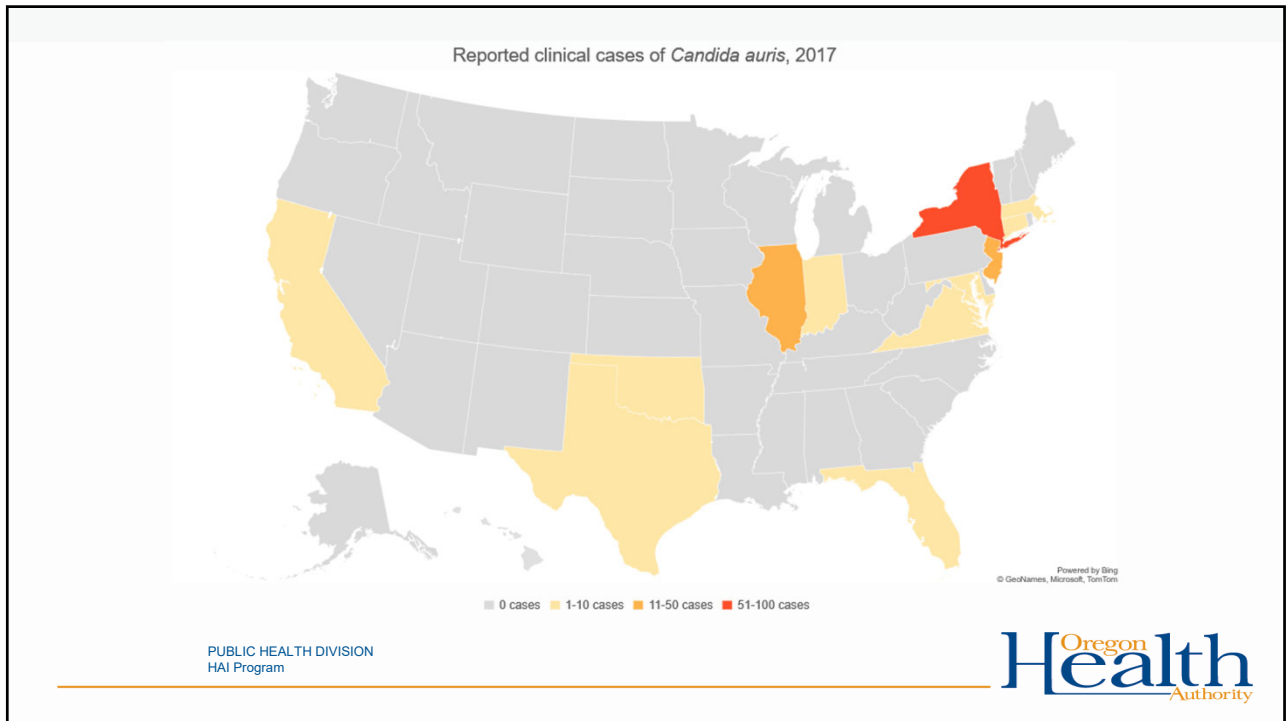 Reported clinical cases of Candida auris, 2017
Powered by Bing
© GeoNames, Microsoft, TomTom
0 cases 1-10 cases 11-50 cases 51-100 cases
PUBLIC HEALTH DIVISION
HAI Program
Oregon
Health
Authority